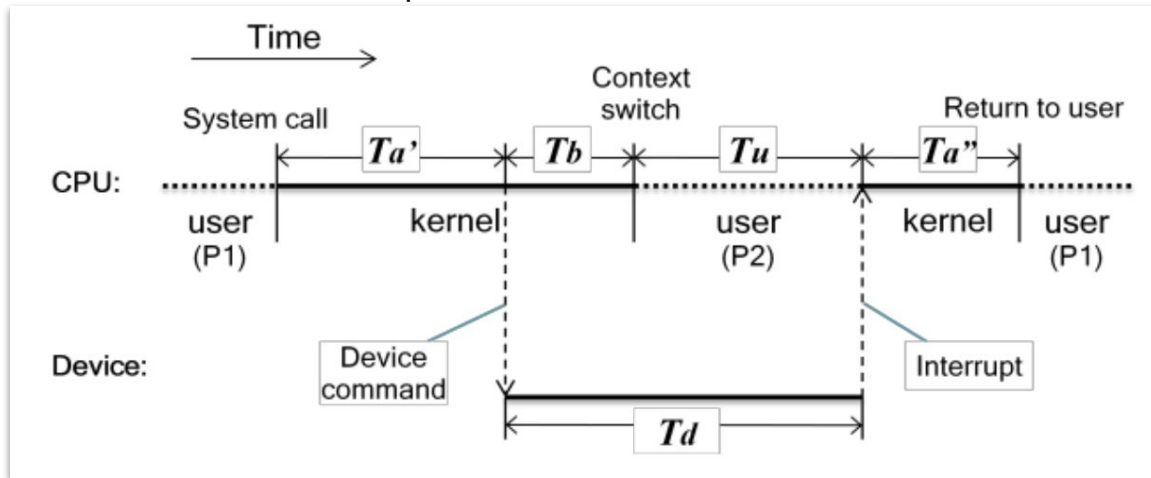 Time
System call
Context
switch
Return to user
Ta’
Tb
Tu
Ta”
CPU:
user
(P1)
kernel
user
(P2)
kernel
user
(P1)
Device:
Device
command
Interrupt
Td